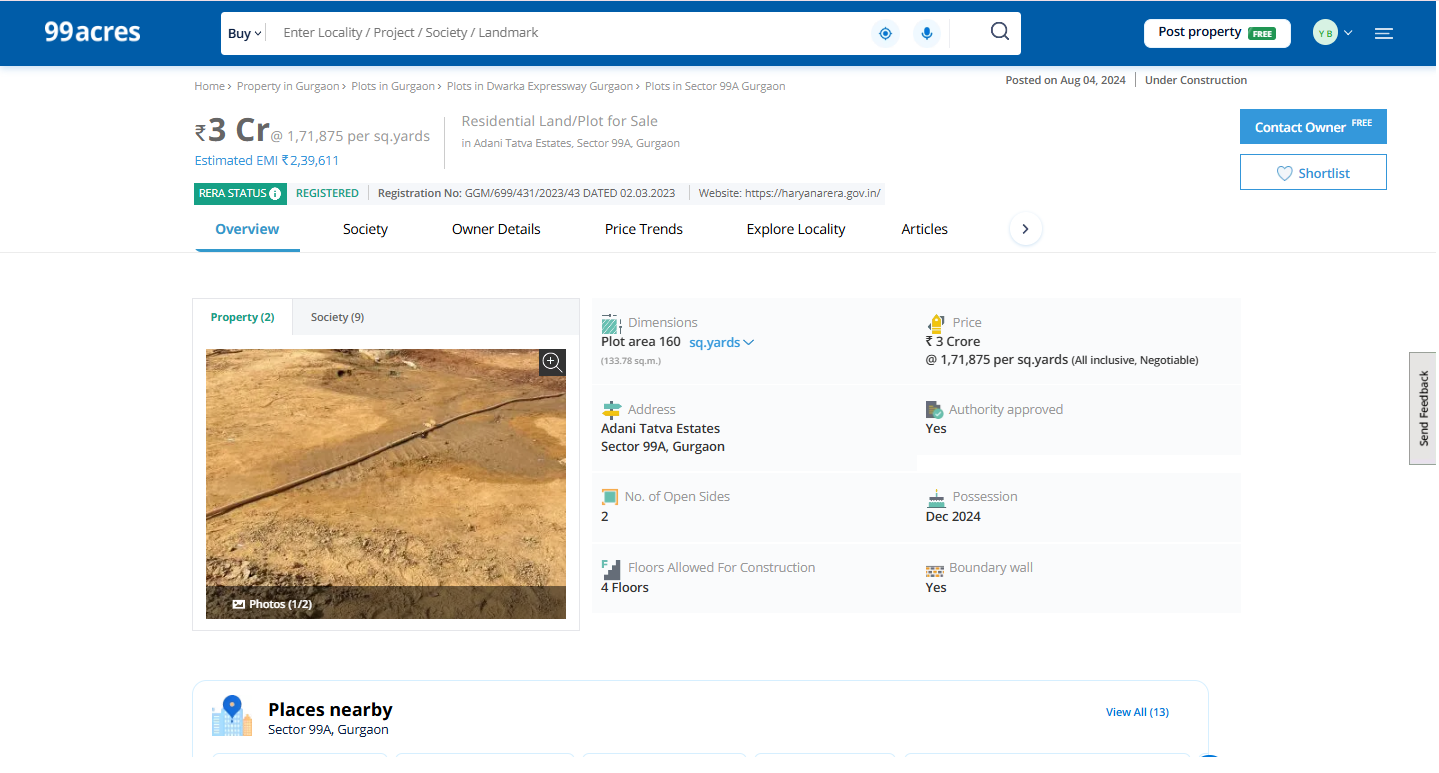 99acres
Buy
Enter Locality / Project / Society / Landmark
Post property FREE
Y B
Home › Property in Gurgaon › Plots in Gurgaon › Plots in Dwarka Expressway Gurgaon › Plots in Sector 99A Gurgaon
Posted on Aug 04, 2024 | Under Construction
₹3 Cr @ 1,71,875 per sq.yards
Estimated EMI ₹2,39,611
Residential Land/Plot for Sale
in Adani Tatva Estates, Sector 99A, Gurgaon
Contact Owner FREE
Shortlist
RERA STATUS i REGISTERED | Registration No: GGM/699/431/2023/43 DATED 02.03.2023 | Website: https://haryanarera.gov.in/
Overview Society Owner Details Price Trends Explore Locality Articles
Property (2) Society (9)
Photos (1/2)
Dimensions
Plot area 160 sq.yards
(133.78 sq.m.)
Price
₹ 3 Crore
@ 1,71,875 per sq.yards (All inclusive, Negotiable)
Address
Adani Tatva Estates
Sector 99A, Gurgaon
Authority approved
Yes
No. of Open Sides
2
Possession
Dec 2024
F
Floors Allowed For Construction
4 Floors
Boundary wall
Yes
Send Feedback
Places nearby
Sector 99A, Gurgaon
View All (13)